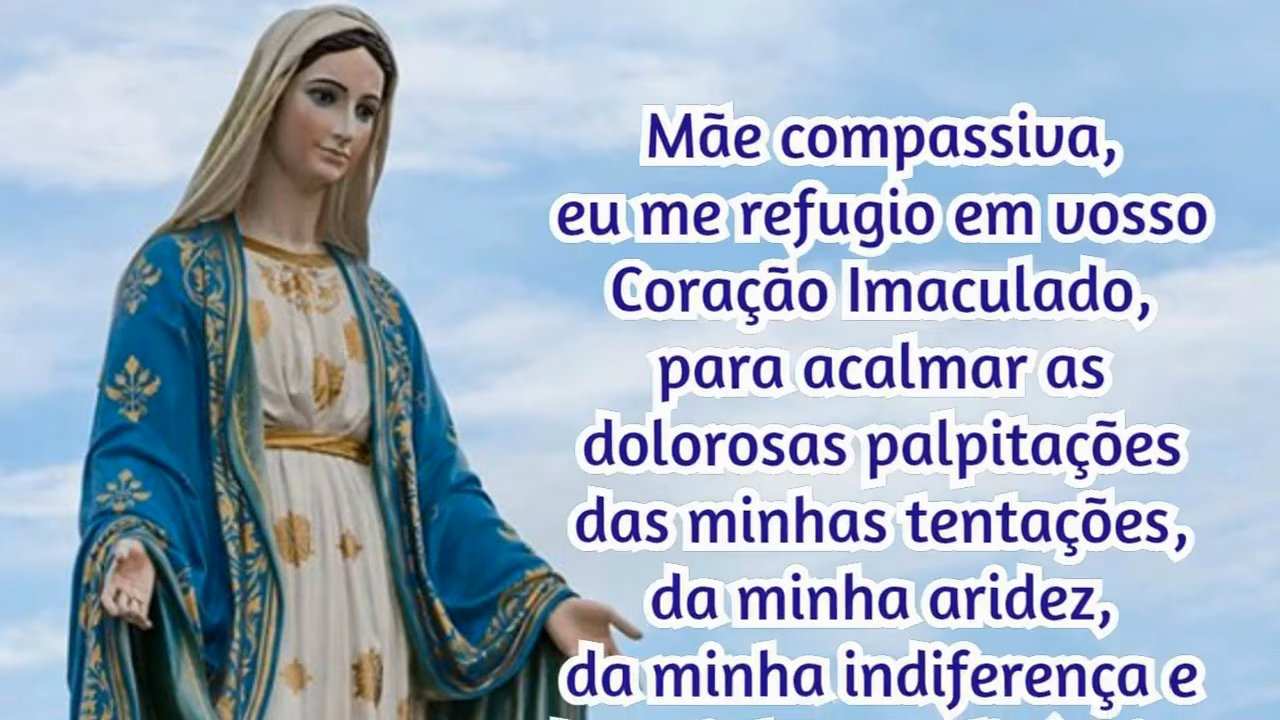 Mãe compassiva,
eu me refugio em vosso
Coração Imaculado,
para acalmar as
dolorosas palpitações
das minhas tentações,
da minha aridez,
da minha indiferença e